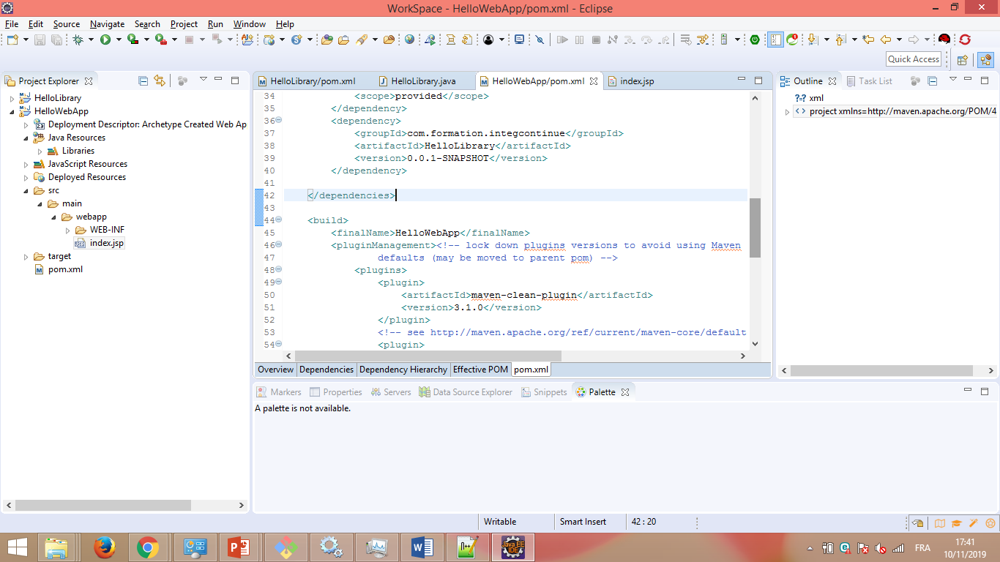 WorkSpace - HelloWebApp/pom.xml - Eclipse
File Edit Source Navigate Search Project Run Window Help
Quick Access
Project Explorer
HelloLibrary
HelloWebApp
Deployment Descriptor: Archetype Created Web Ap
Java Resources
Libraries
JavaScript Resources
Deployed Resources
src
main
webapp
WEB-INF
index.jsp
target
pom.xml
HelloLibrary/pom.xml HelloLibrary.java HelloWebApp/pom.xml index.jsp
34 <scope>provided</scope>
35 </dependency>
36 <dependency>
37 <groupId>com.formation.integcontinue</groupId>
38 <artifactId>HelloLibrary</artifactId>
39 <version>0.0.1-SNAPSHOT</version>
40 </dependency>
41
42 </dependencies>
43
44 <build>
45 <finalName>HelloWebApp</finalName>
46 <pluginManagement><!-- lock down plugins versions to avoid using Maven
47 defaults (may be moved to parent pom) -->
48 <plugins>
49 <plugin>
50 <artifactId>maven-clean-plugin</artifactId>
51 <version>3.1.0</version>
52 </plugin>
53 <!-- see http://maven.apache.org/ref/current/maven-core/default
54 <plugin>
Overview Dependencies Dependency Hierarchy Effective POM pom.xml
Outline Task List
xml
project xmlns=http://maven.apache.org/POM/4
Markers Properties Servers Data Source Explorer Snippets Palette
A palette is not available.
Writable Smart Insert 42 : 20
FRA
17:41
10/11/2019